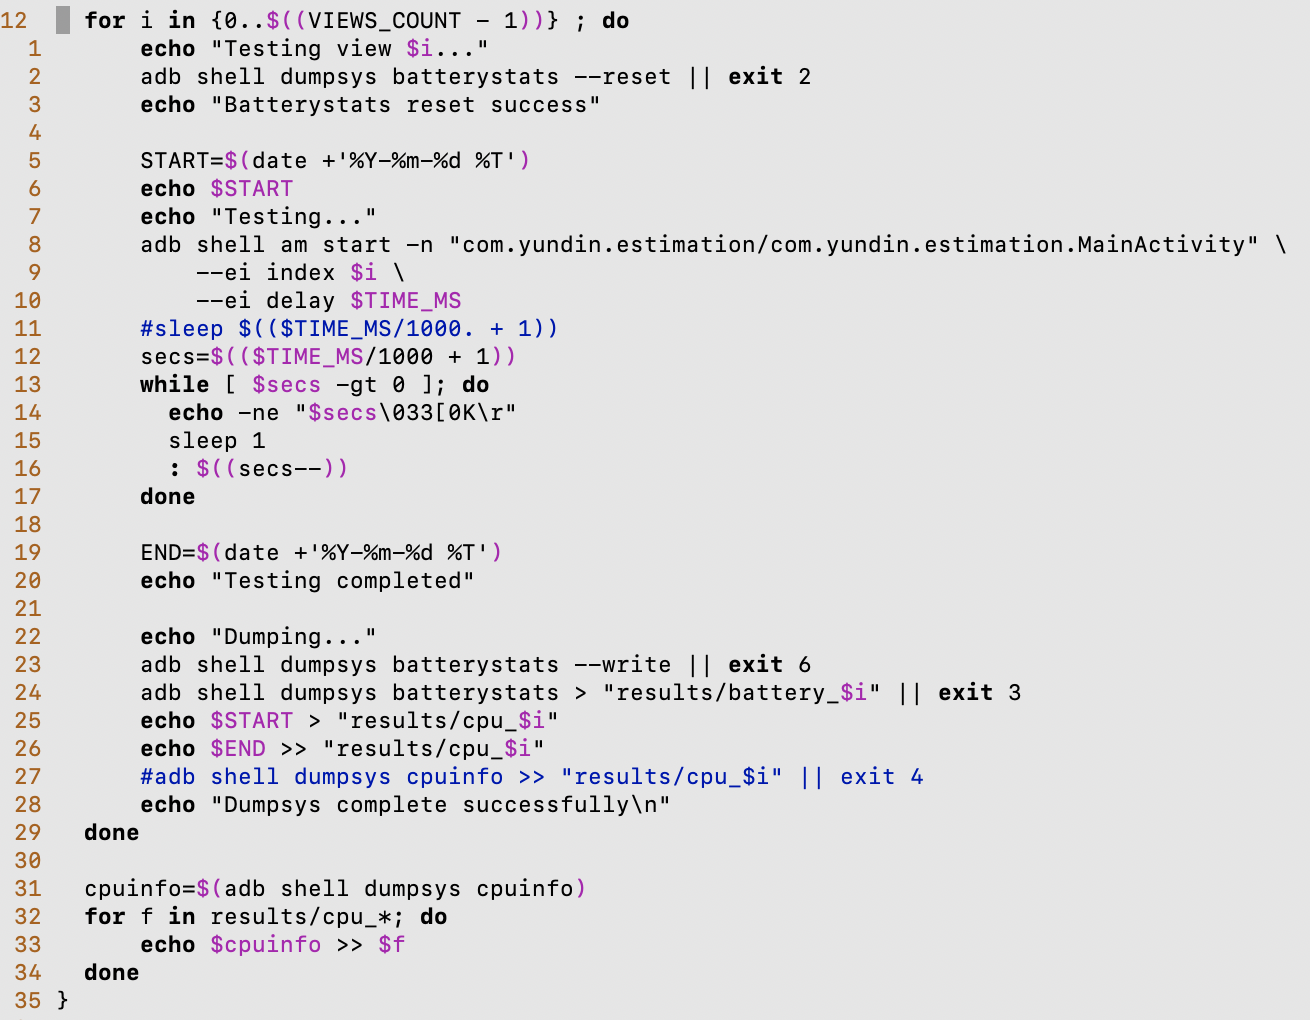 12 for i in {0..$((VIEWS_COUNT - 1))} ; do
1 echo "Testing view $i..."
2 adb shell dumpsys batterystats --reset || exit 2
3 echo "Batterystats reset success"
4
5 START=$(date +'%Y-%m-%d %T')
6 echo $START
7 echo "Testing..."
8 adb shell am start -n "com.yundin.estimation/com.yundin.estimation.MainActivity" \
9 --ei index $i \
10 --ei delay $TIME_MS
11 #sleep $(($TIME_MS/1000. + 1))
12 secs=$(($TIME_MS/1000 + 1))
13 while [ $secs -gt 0 ]; do
14 echo -ne "$secs\033[0K\r"
15 sleep 1
16 : $((secs--))
17 done
18
19 END=$(date +'%Y-%m-%d %T')
20 echo "Testing completed"
21
22 echo "Dumping..."
23 adb shell dumpsys batterystats --write || exit 6
24 adb shell dumpsys batterystats > "results/battery_$i" || exit 3
25 echo $START > "results/cpu_$i"
26 echo $END >> "results/cpu_$i"
27 #adb shell dumpsys cpuinfo >> "results/cpu_$i" || exit 4
28 echo "Dumpsys complete successfully\n"
29 done
30
31 cpuinfo=$(adb shell dumpsys cpuinfo)
32 for f in results/cpu_*; do
33 echo $cpuinfo >> $f
34 done
35 }